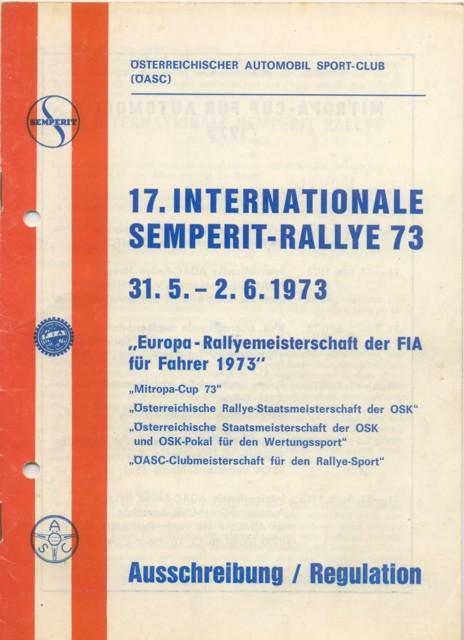 ÖSTERREICHISCHER AUTOMOBIL SPORT-CLUB
(ÖASC)
SEMPERIT
17. INTERNATIONALE
SEMPERIT-RALLYE 73
31. 5. – 2. 6. 1973
FIA
„Europa-Rallyemeisterschaft der FIA
für Fahrer 1973"
„Mitropa-Cup 73"
„Österreichische Rallye-Staatsmeisterschaft der OSK"
„Österreichische Staatsmeisterschaft der OSK
und OSK-Pokal für den Wertungssport"
„ÖASC-Clubmeisterschaft für den Rallye-Sport"
Ausschreibung / Regulation